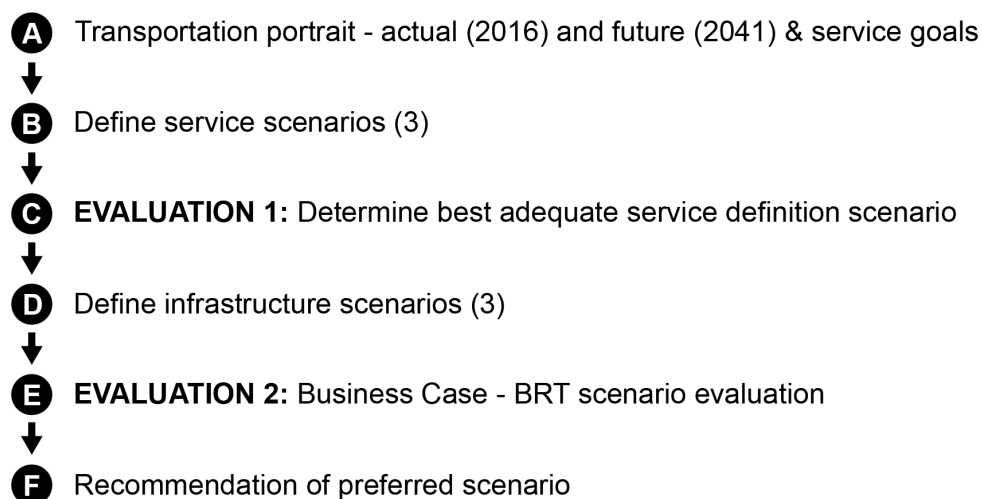 A Transportation portrait - actual (2016) and future (2041) & service goals
B Define service scenarios (3)
C EVALUATION 1: Determine best adequate service definition scenario
D Define infrastructure scenarios (3)
E EVALUATION 2: Business Case - BRT scenario evaluation
F Recommendation of preferred scenario